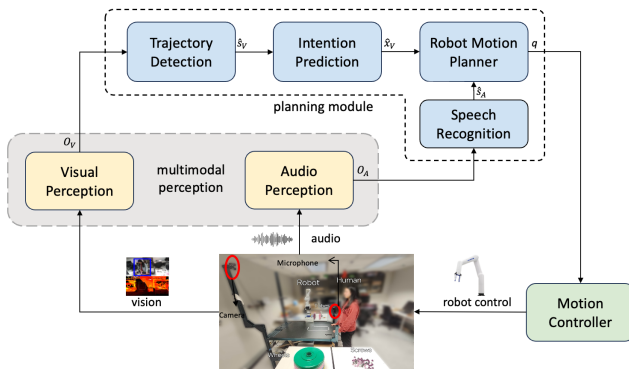 Trajectory
Detection
ŝ_V
Intention
Prediction
x̂_V
Robot Motion
Planner
q
planning module
ŝ_A
Speech
Recognition
O_V
Visual
Perception
multimodal
perception
Audio
Perception
O_A
audio
Microphone
Robot
Human
vision
Camera
robot control
Motion
Controller
Screws